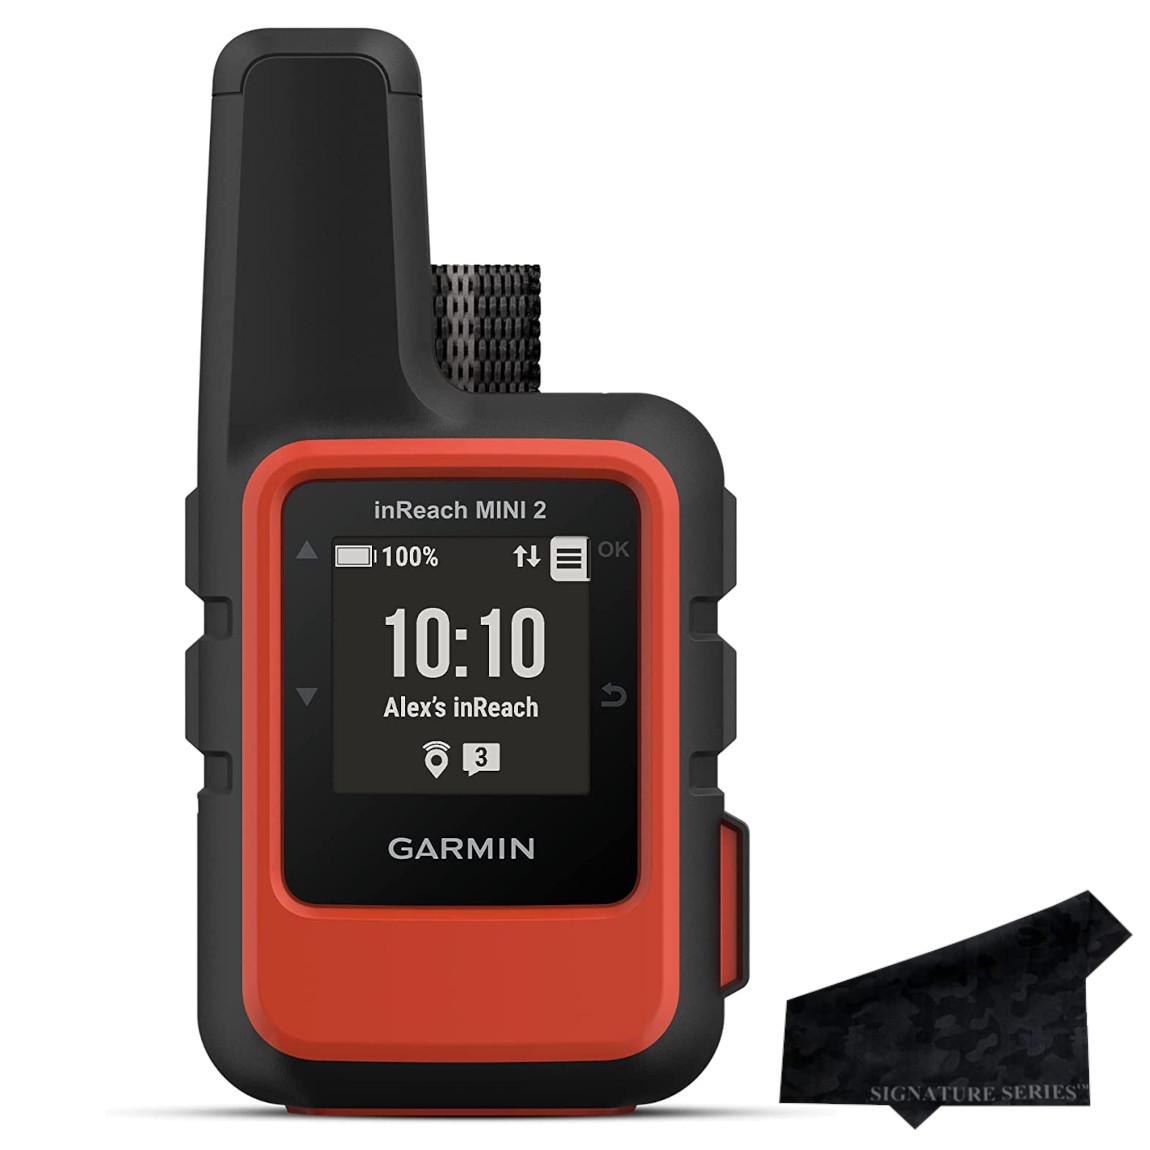 inReach MINI 2
100%
OK
10:10
Alex's inReach
3
GARMIN
SIGNATURE SERIES™